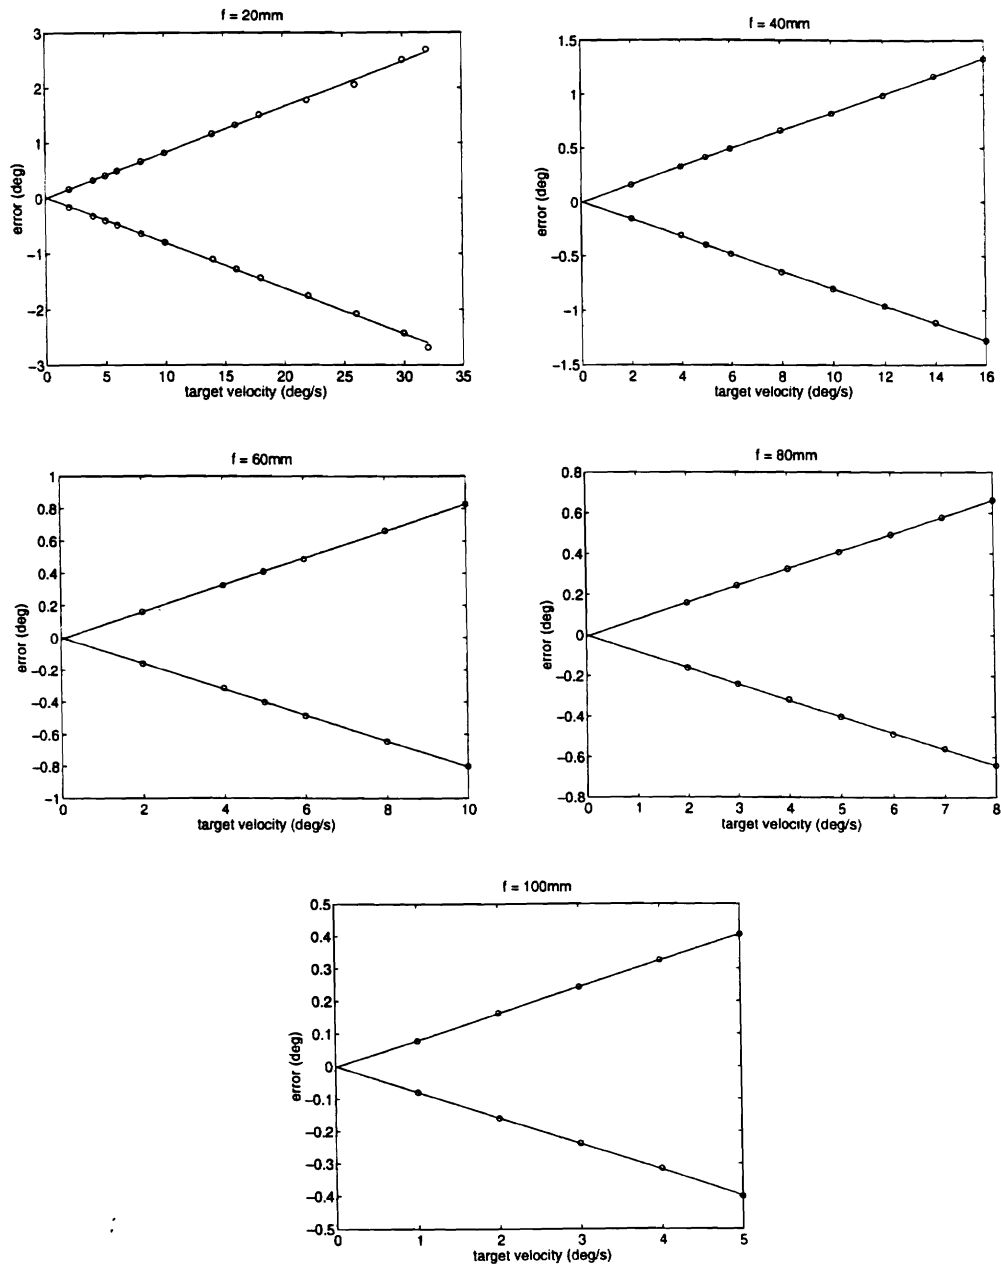 f = 20mm
3
2
1
0
−1
−2
−3
error (deg)
0 5 10 15 20 25 30 35
target velocity (deg/s)
f = 40mm
1.5
1
0.5
0
−0.5
−1
−1.5
error (deg)
0 2 4 6 8 10 12 14 16
target velocity (deg/s)
f = 60mm
1
0.8
0.6
0.4
0.2
0
−0.2
−0.4
−0.6
−0.8
−1
error (deg)
0 2 4 6 8 10
target velocity (deg/s)
f = 80mm
0.8
0.6
0.4
0.2
0
−0.2
−0.4
−0.6
−0.8
error (deg)
0 1 2 3 4 5 6 7 8
target velocity (deg/s)
f = 100mm
0.5
0.4
0.3
0.2
0.1
0
−0.1
−0.2
−0.3
−0.4
−0.5
error (deg)
0 1 2 3 4 5
target velocity (deg/s)